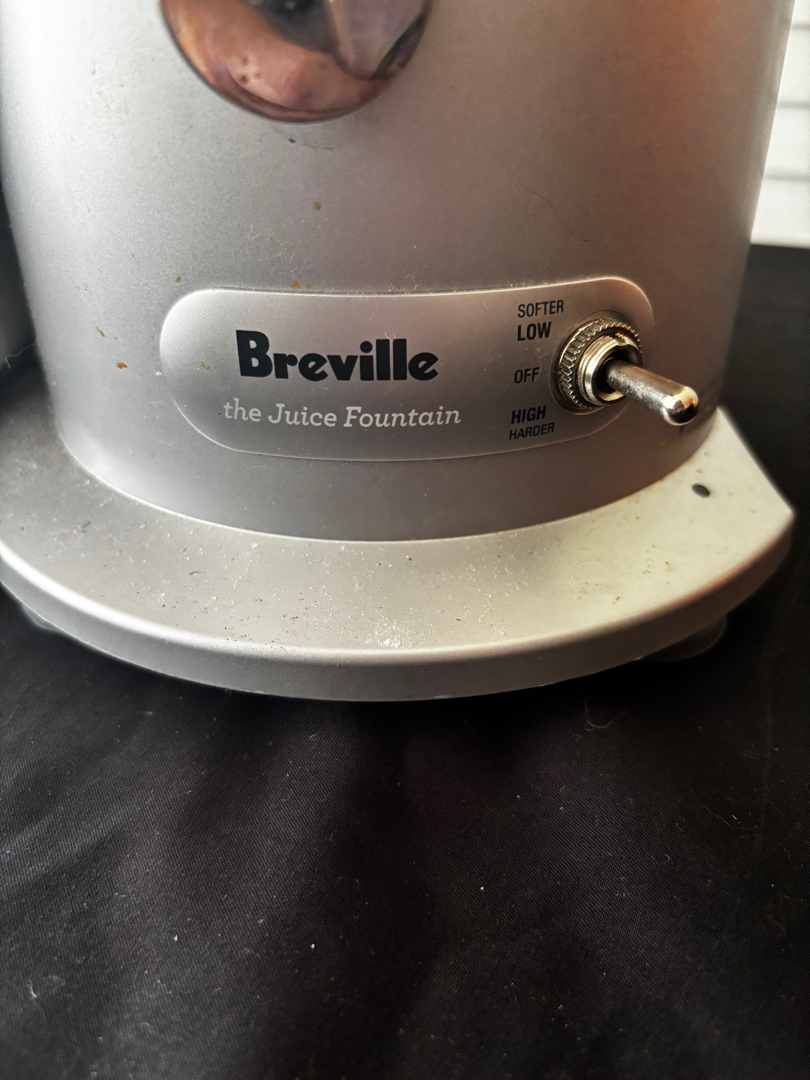 Breville
the Juice Fountain
SOFTER
LOW
OFF
HIGH
HARDER